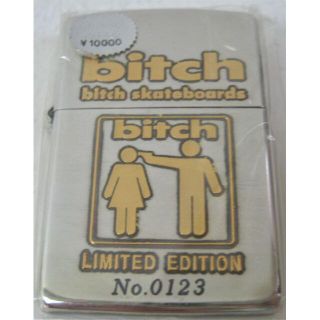 ¥10000
bitch
bitch skateboards
bitch
LIMITED EDITION
No.0123